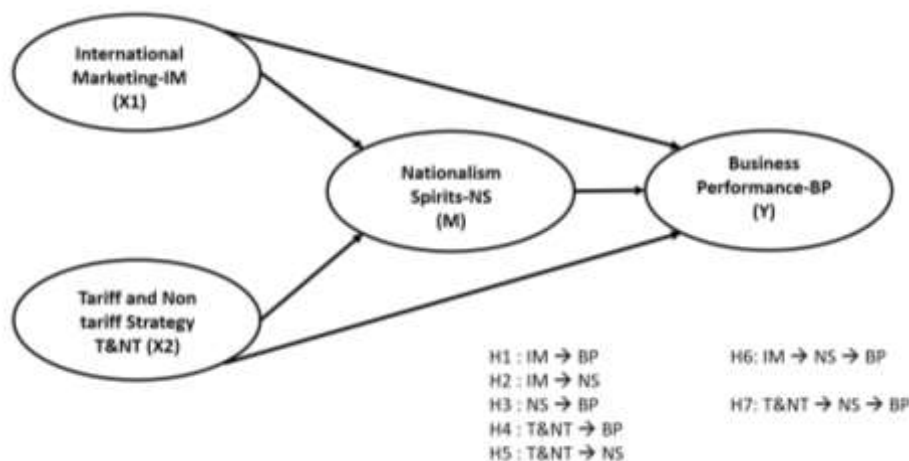 International
Marketing-IM
(X1)
Nationalism
Spirits-NS
(M)
Business
Performance-BP
(Y)
Tariff and Non
tariff Strategy
T&NT (X2)
H1 : IM → BP
H2 : IM → NS
H3 : NS → BP
H4 : T&NT → BP
H5 : T&NT → NS
H6: IM → NS → BP
H7: T&NT → NS → BP